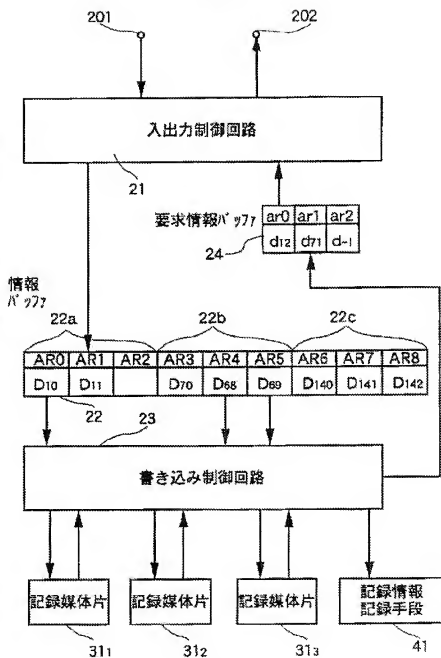 201 202
入出力制御回路
21
ar0 ar1 ar2
要求情報バッファ
d12 d71 d-1
24
情報
バッファ
22a 22b 22c
AR0 AR1 AR2 AR3 AR4 AR5 AR6 AR7 AR8
D10 D11 D70 D68 D69 D140 D141 D142
22 23
書き込み制御回路
記録媒体片 記録媒体片 記録媒体片 記録情報
記録手段
311 312 313 41